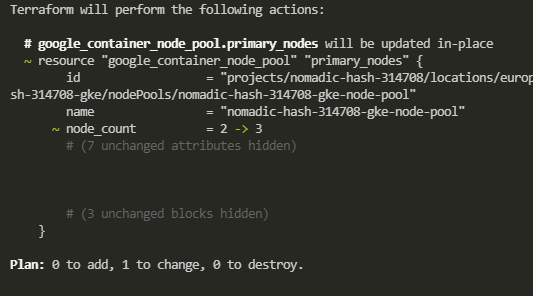 Terraform will perform the following actions:
# google_container_node_pool.primary_nodes will be updated in-place
~ resource "google_container_node_pool" "primary_nodes" {
id = "projects/nomadic-hash-314708/locations/europ
sh-314708-gke/nodePools/nomadic-hash-314708-gke-node-pool"
name = "nomadic-hash-314708-gke-node-pool"
~ node_count = 2 -> 3
# (7 unchanged attributes hidden)
# (3 unchanged blocks hidden)
}
Plan: 0 to add, 1 to change, 0 to destroy.